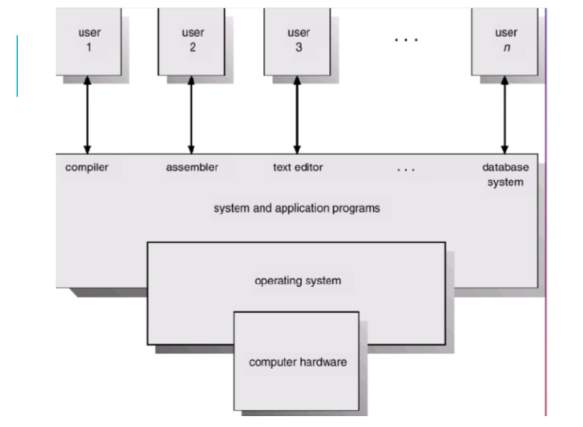 user user user user
1 2 3 . . . n
compiler assembler text editor . . . database
system
system and application programs
operating system
computer hardware